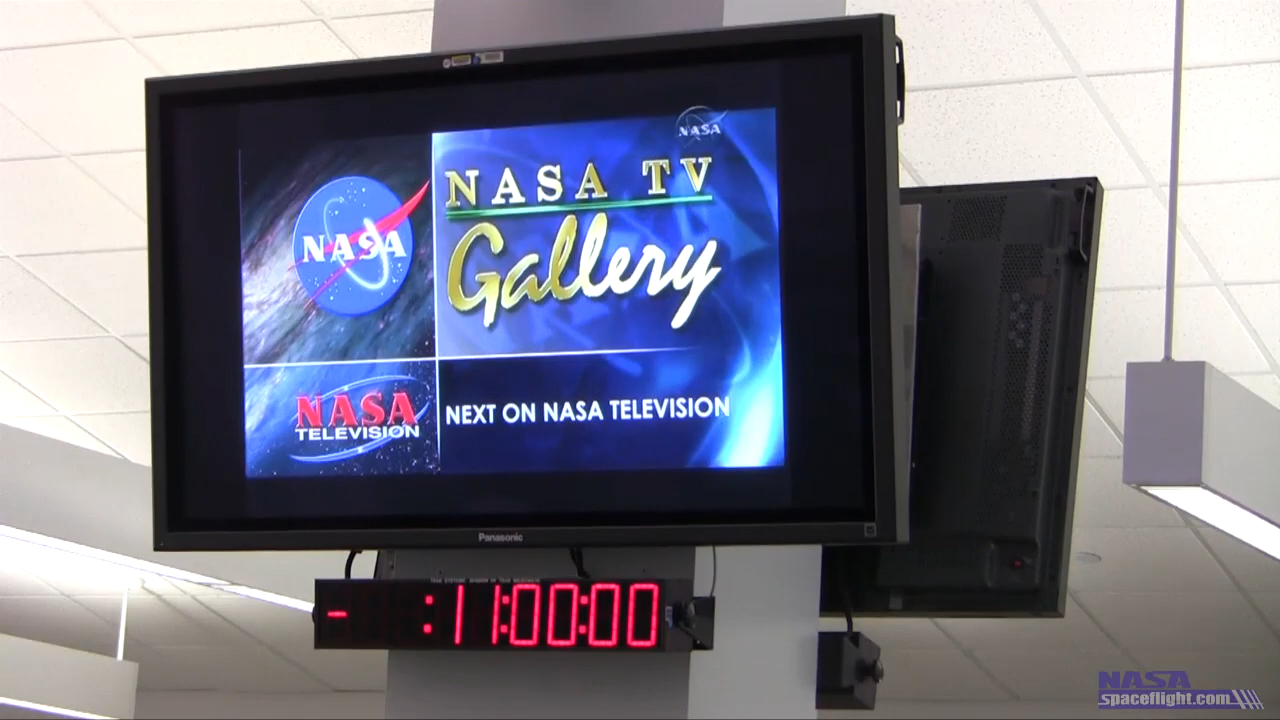 NASA
NASA
NASA TV
Gallery
NASA
TELEVISION
NEXT ON NASA TELEVISION
Panasonic
- :11:00:00
NASA
spaceflight.com